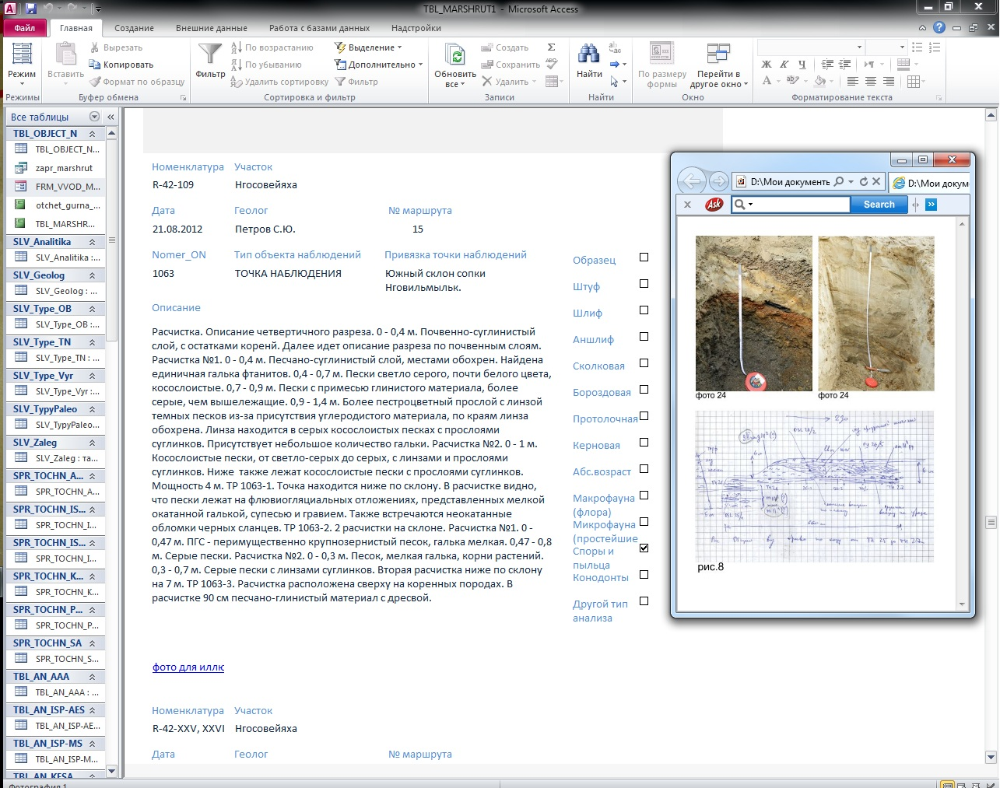 TBL_MARSHRUT1 - Microsoft Access
Файл
Главная
Создание
Внешние данные
Работа с базами данных
Надстройки
Режим
Режимы
Вставить
Вырезать
Копировать
Формат по образцу
Буфер обмена
Фильтр
По возрастанию
По убыванию
Удалить сортировку
Выделение
Дополнительно
Фильтр
Сортировка и фильтр
Обновить
все
Создать
Сохранить
Удалить
Записи
Найти
Найти
По размеру
формы
Перейти в
другое окно
Окно
Ж К Ч
Форматирование текста
Все таблицы
TBL_OBJECT_N
TBL_OBJECT_N...
zapr_marshrut
FRM_VVOD_M...
otchet_gurna_...
TBL_MARSHR...
SLV_Analitika
SLV_Analitika :...
SLV_Geolog
SLV_Geolog : ...
SLV_Type_OB
SLV_Type_OB :...
SLV_Type_TN
SLV_Type_TN : ...
SLV_Type_Vyr
SLV_Type_Vyr :...
SLV_TypyPaleo
SLV_TypyPaleo...
SLV_Zaleg
SLV_Zaleg : та...
SPR_TOCHN_A...
SPR_TOCHN_A...
SPR_TOCHN_IS...
SPR_TOCHN_I...
SPR_TOCHN_IS...
SPR_TOCHN_I...
SPR_TOCHN_K...
SPR_TOCHN_K...
SPR_TOCHN_P...
SPR_TOCHN_P...
SPR_TOCHN_SA
SPR_TOCHN_S...
TBL_AN_AAA
TBL_AN_AAA : ...
TBL_AN_ISP-AES
TBL_AN_ISP-AE...
TBL_AN_ISP-MS
TBL_AN_ISP-M...
TBL_AN_KESA
Номенклатура Участок
R-42-109 Нгосовейяха
Дата Геолог № маршрута
21.08.2012 Петров С.Ю. 15
Nomer_ON Тип объекта наблюдений Привязка точки наблюдений
1063 ТОЧКА НАБЛЮДЕНИЯ Южный склон сопки
Нговильмыльк.
Описание
Расчистка. Описание четвертичного разреза. 0 - 0,4 м. Почвенно-суглинистый
слой, с остатками кореней. Далее идет описание разреза по почвенным слоям.
Расчистка №1. 0 - 0,4 м. Песчано-суглинистый слой, местами обохрен. Найдена
единичная галька фтанитов. 0,4 - 0,7 м. Пески светло серого, почти белого цвета,
косослоистые. 0,7 - 0,9 м. Пески с примесью глинистого материала, более
серые, чем вышележащие. 0,9 - 1,4 м. Более пестроцветный прослой с линзой
темных песков из-за присутствия углеродистого материала, по краям линза
обохрена. Линза находится в серых косослоистых песках с прослоями
суглинков. Присутствует небольшое количество гальки. Расчистка №2. 0 - 1 м.
Косослоистые пески, от светло-серых до серых, с линзами и прослоями
суглинков. Ниже также лежат косослоистые пески с прослоями суглинков.
Мощность 4 м. ТР 1063-1. Точка находится ниже по склону. В расчистке видно,
что пески лежат на флювиогляциальных отложениях, представленных мелкой
окатанной галькой, супесью и гравием. Также встречаются неокатанные
обломки черных сланцев. ТР 1063-2. 2 расчистки на склоне. Расчистка №1. 0 -
0,47 м. ПГС - перимущественно крупнозернистый песок, галька мелкая. 0,47 - 0,8
м. Серые пески. Расчистка №2. 0 - 0,3 м. Песок, мелкая галька, корни растений.
0,3 - 0,7 м. Серые пески с линзами суглинков. Вторая расчистка ниже по склону
на 7 м. ТР 1063-3. Расчистка расположена сверху на коренных породах. В
расчистке 90 см песчано-глинистый материал с дресвой.
Образец
Штуф
Шлиф
Аншлиф
Сколковая
Бороздовая
Протолочная
Керновая
Абс.возраст
Макрофауна
(флора)
Микрофауна
(простейшие
Споры и
пыльца
Конодонты
Другой тип
анализа
фото для иллю
Номенклатура Участок
R-42-XXV, XXVI Нгосовейяха
Дата Геолог № маршрута
D:\Мои документь
D:\Мои докум
Ask
Search
фото 24
фото 24
рис.8
Фотография 1